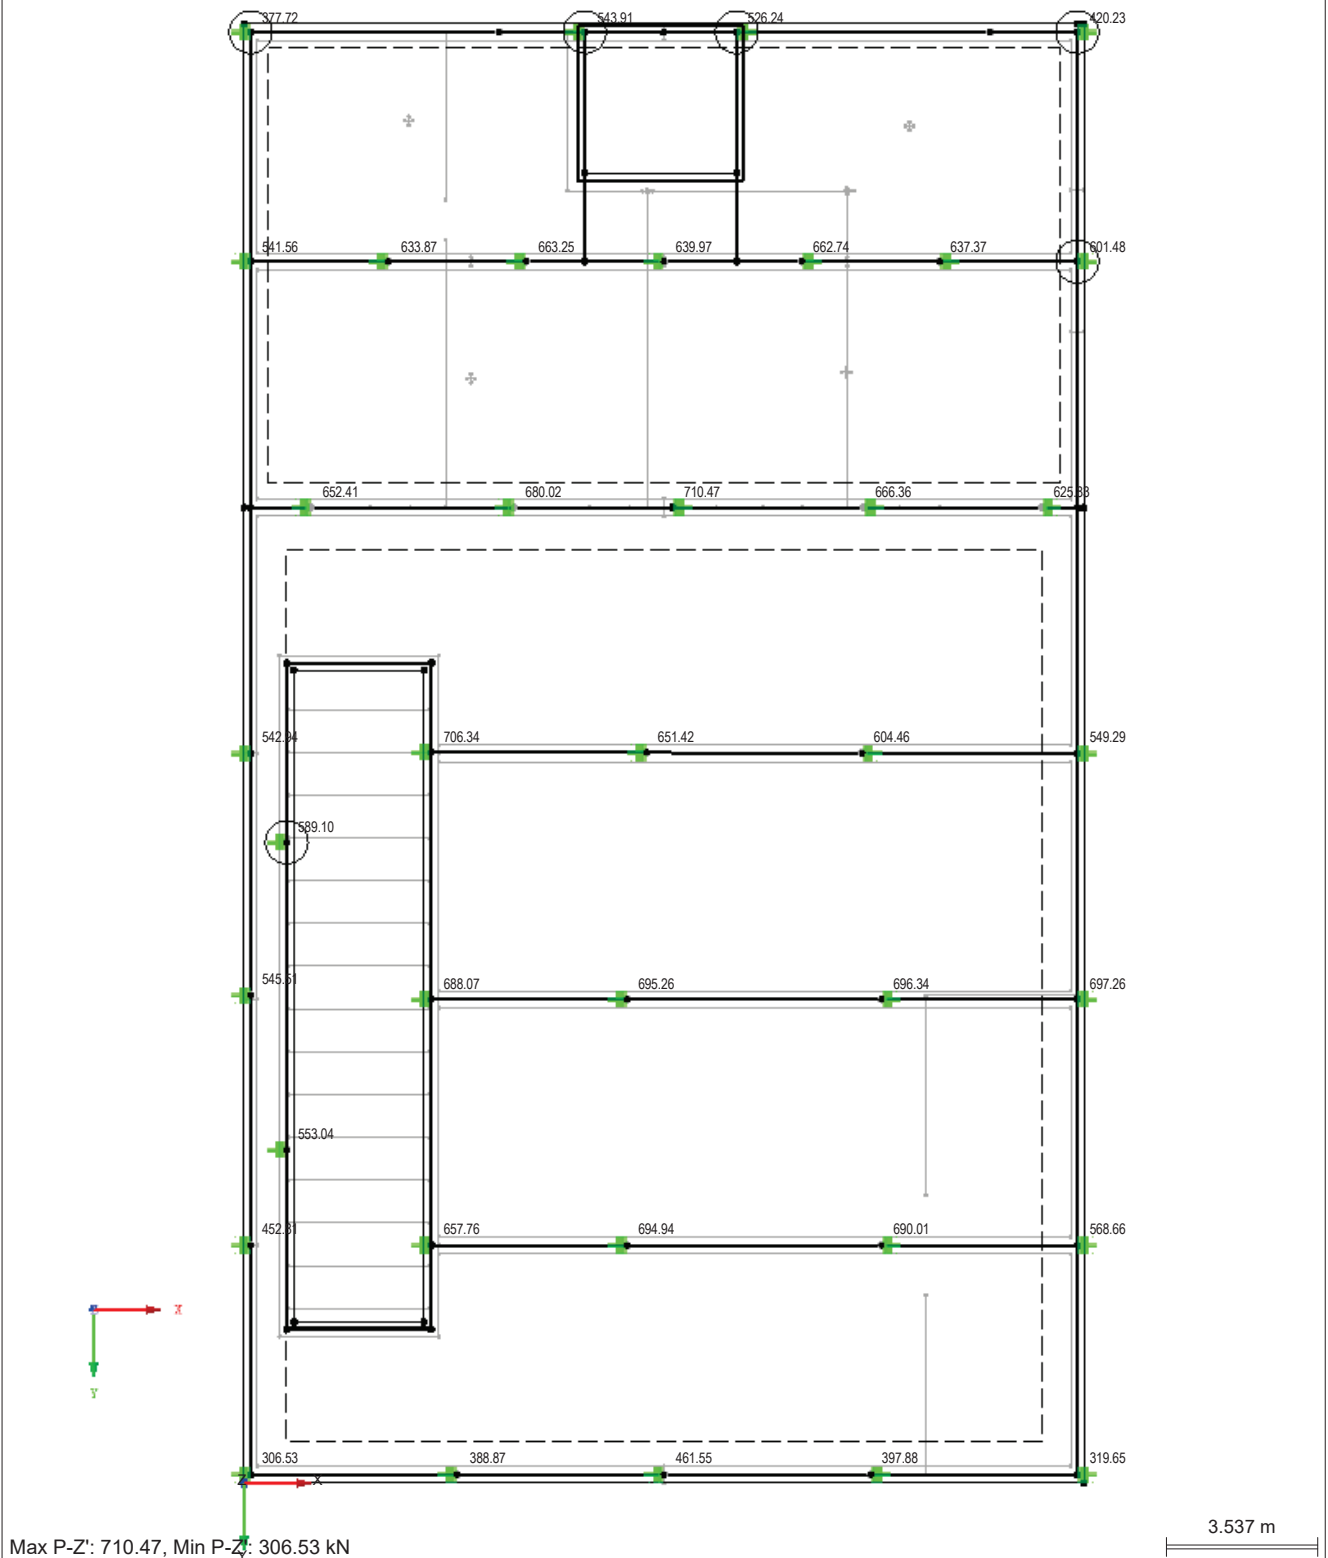 377.72 543.91 526.24 420.23
541.56 633.87 663.25 639.97 662.74 637.37 601.48
652.41 680.02 710.47 666.36 625.83
542.94 706.34 651.42 604.46 549.29
589.10
545.51 688.07 695.26 696.34 697.26
553.04
452.81 657.76 694.94 690.01 568.66
X
Y
306.53 388.87 461.55 397.88 319.65
Z X
3.537 m
Max P-Z': 710.47, Min P-Z': 306.53 kN
Y